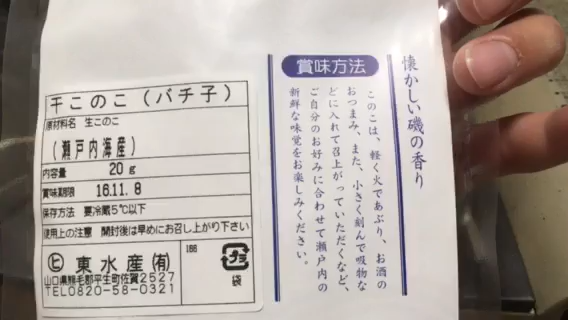 干このこ(バチ子)
原材料名 生このこ
(瀬戸内海産)
内容量 20g
賞味期限 16.11.8
保存方法 要冷蔵5℃以下
使用上の注意 開封後は早めにお召し上がり下さい
ヒ 東水産(有)
山口県熊毛郡平生町佐賀2527
TEL0820-58-0321
186
プラ
袋
懐かしい磯の香り
賞味方法
このこは、軽く火であぶり、お酒の
おつまみ、また、小さく刻んで吸物な
どに入れて召上がっていただくなど、
ご自分のお好みに合わせて瀬戸内の
新鮮な味覚をお楽しみください。